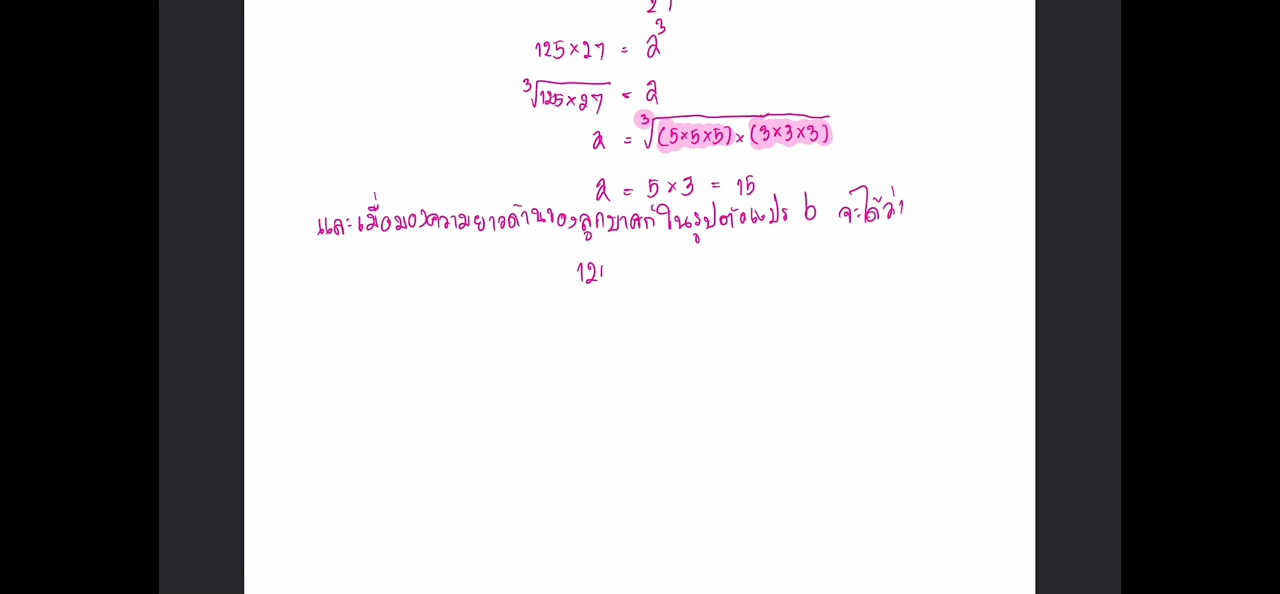 27
125 × 27 = a³
³√125 × 27 = a
a = ³√(5×5×5) × (3×3×3)
a = 5 × 3 = 15
และเมื่อมองความยาวด้านของลูกบาศก์ในรูปตัวแปร b จะได้ว่า
12